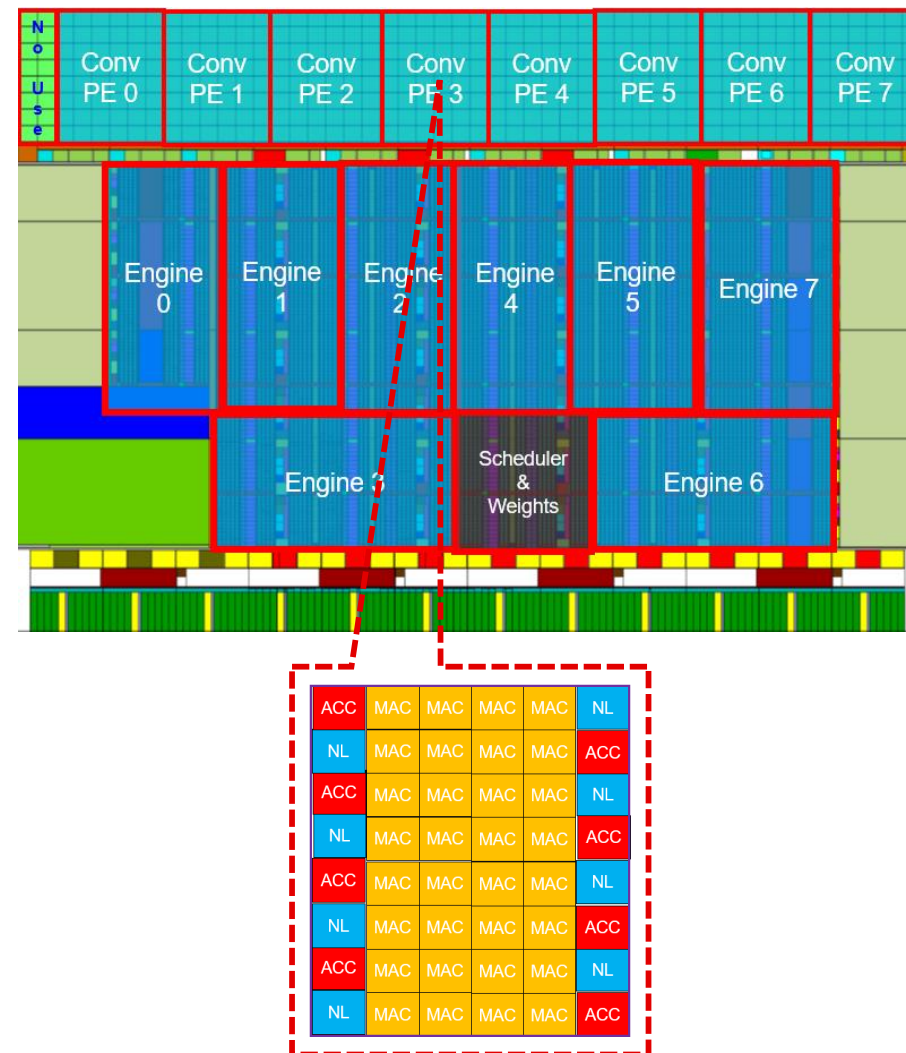 No Use
Conv PE 0
Conv PE 1
Conv PE 2
Conv PE 3
Conv PE 4
Conv PE 5
Conv PE 6
Conv PE 7
Engine 0
Engine 1
Engine 2
Engine 4
Engine 5
Engine 7
Engine 3
Scheduler
&
Weights
Engine 6
ACC MAC MAC MAC MAC NL
NL MAC MAC MAC MAC ACC
ACC MAC MAC MAC MAC NL
NL MAC MAC MAC MAC ACC
ACC MAC MAC MAC MAC NL
NL MAC MAC MAC MAC ACC
ACC MAC MAC MAC MAC NL
NL MAC MAC MAC MAC ACC